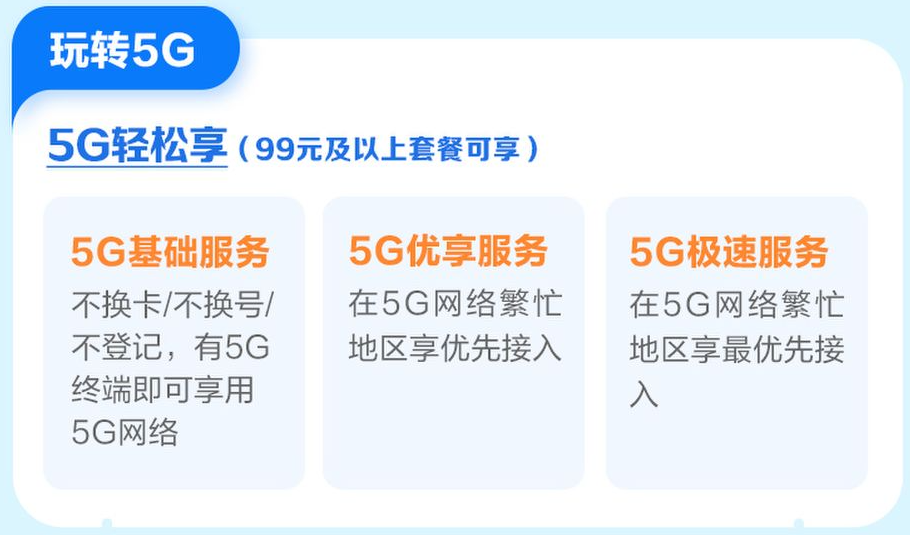 玩转5G
5G轻松享（99元及以上套餐可享）
5G基础服务
不换卡/不换号/
不登记，有5G
终端即可享用
5G网络
5G优享服务
在5G网络繁忙
地区享优先接入
5G极速服务
在5G网络繁忙
地区享最优先接
入